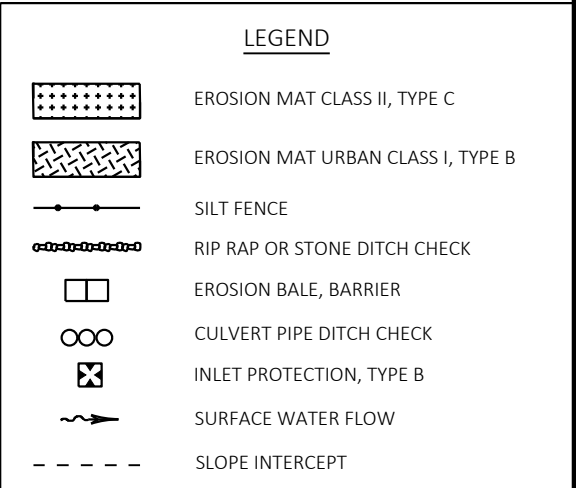 LEGEND
EROSION MAT CLASS II, TYPE C
EROSION MAT URBAN CLASS I, TYPE B
SILT FENCE
RIP RAP OR STONE DITCH CHECK
EROSION BALE, BARRIER
CULVERT PIPE DITCH CHECK
INLET PROTECTION, TYPE B
SURFACE WATER FLOW
SLOPE INTERCEPT